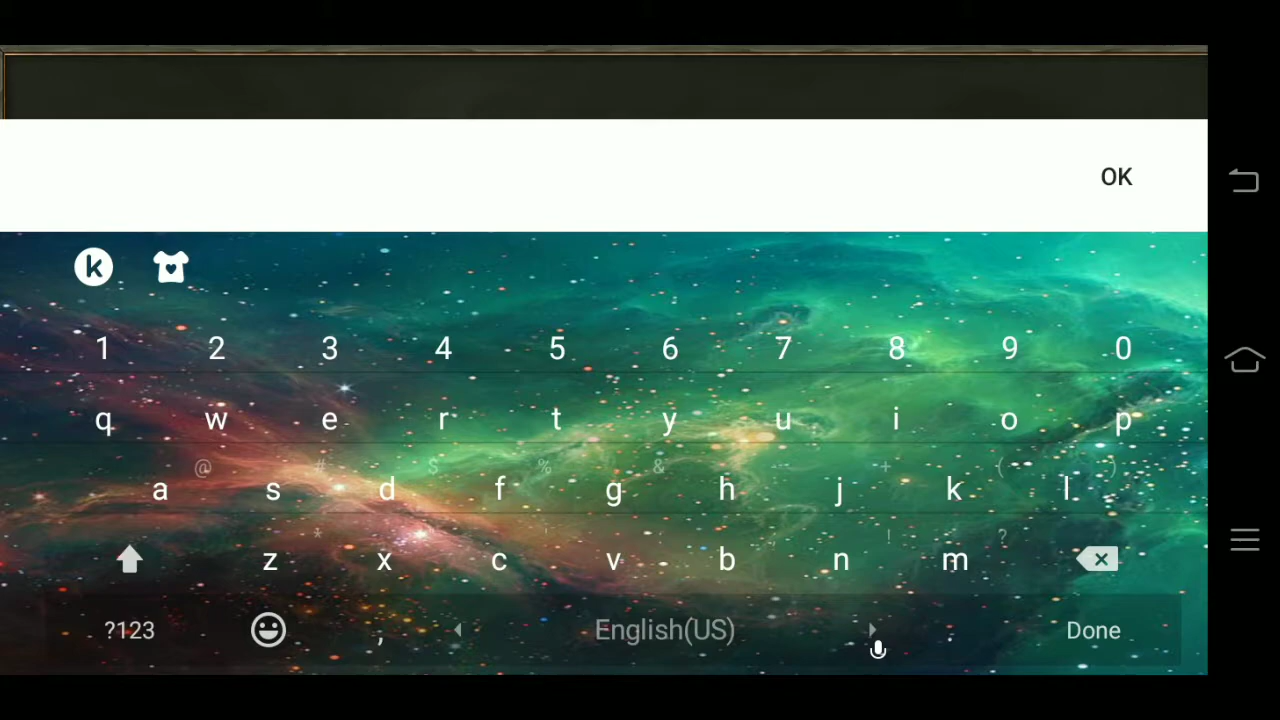 OK
k
1 2 3 4 5 6 7 8 9 0
q w e r t y u i o p
@ # $ % & - + ( )
a s d f g h j k l
* ! ?
z x c v b n m
?123 , English(US) . Done